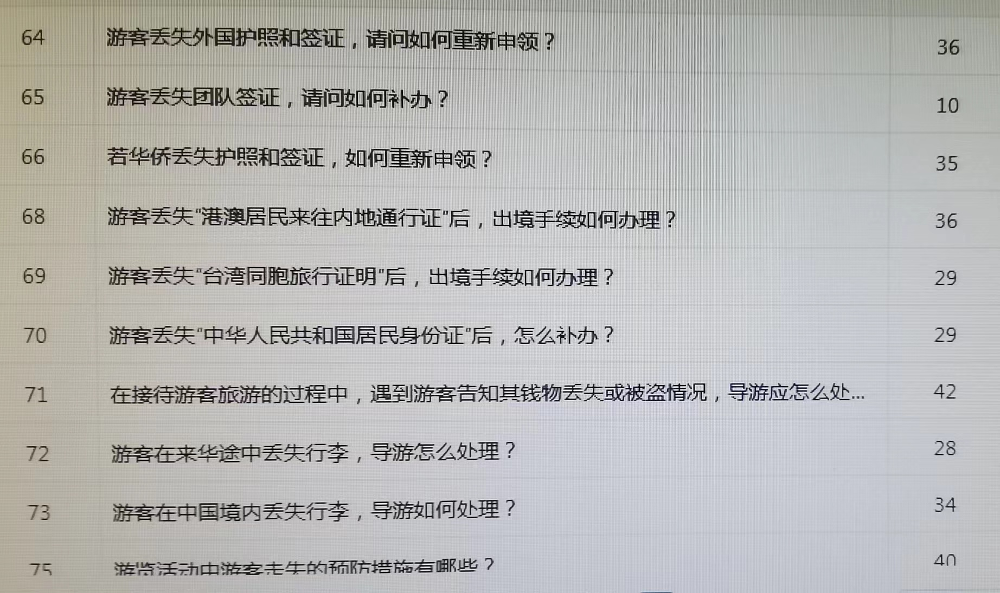 64 游客丢失外国护照和签证，请问如何重新申领？ 36
65 游客丢失团队签证，请问如何补办？ 10
66 若华侨丢失护照和签证，如何重新申领？ 35
68 游客丢失"港澳居民来往内地通行证"后，出境手续如何办理？ 36
69 游客丢失"台湾同胞旅行证明"后，出境手续如何办理？ 29
70 游客丢失"中华人民共和国居民身份证"后，怎么补办？ 29
71 在接待游客旅游的过程中，遇到游客告知其钱物丢失或被盗情况，导游应怎么处... 42
72 游客在来华途中丢失行李，导游怎么处理？ 28
73 游客在中国境内丢失行李，导游如何处理？ 34
75 游览活动中游客走失的预防措施有哪些？ 40